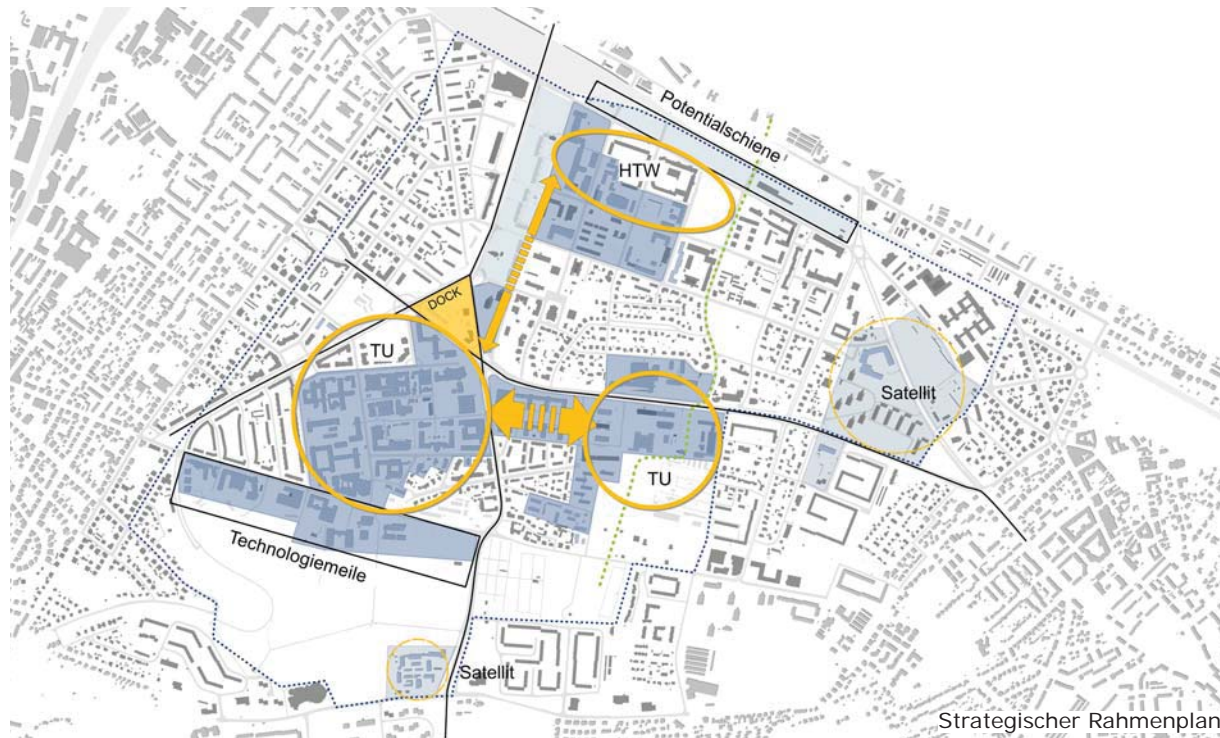 Potentialschiene
HTW
DOCK
TU
Satellit
TU
Technologiemeile
Satellit
Strategischer Rahmenplan